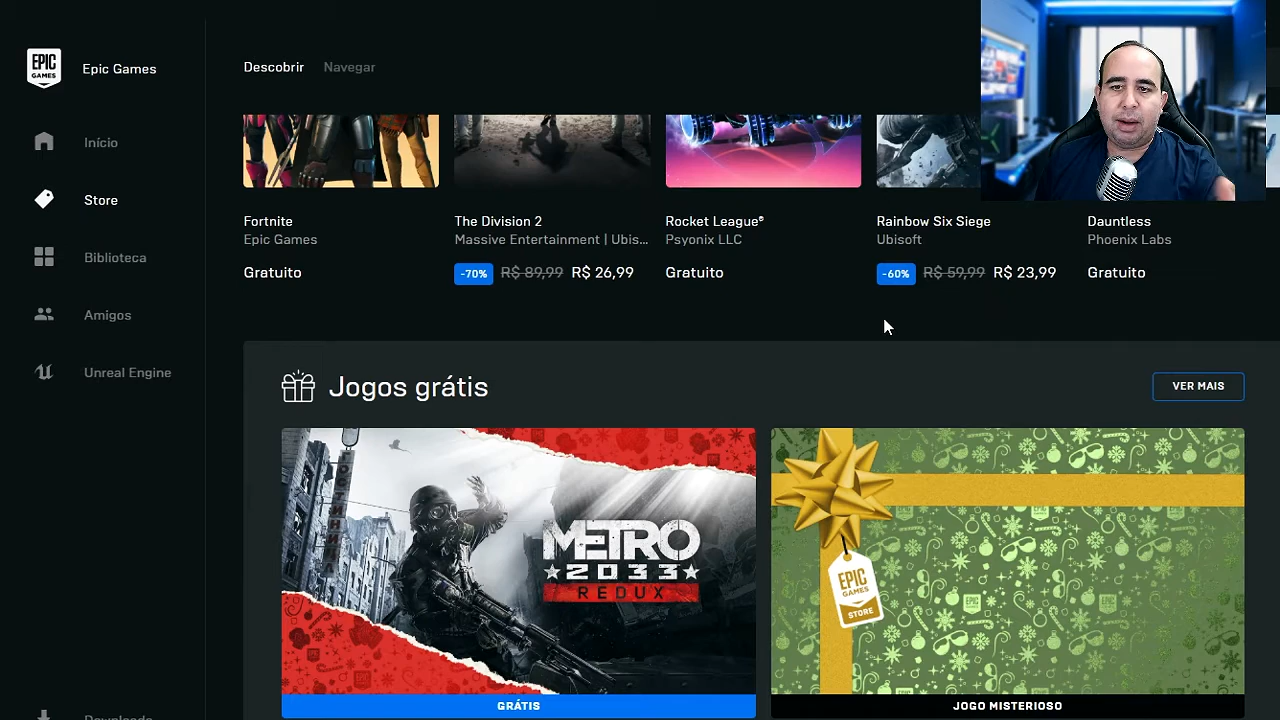 EPIC
GAMES
Epic Games
Início
Store
Biblioteca
Amigos
Unreal Engine
Descobrir
Navegar
Fortnite
Epic Games
Gratuito
The Division 2
Massive Entertainment | Ubis...
-70% R$ 89,99 R$ 26,99
Rocket League®
Psyonix LLC
Gratuito
Rainbow Six Siege
Ubisoft
-60% R$ 59,99 R$ 23,99
Dauntless
Phoenix Labs
Gratuito
Jogos grátis
VER MAIS
METRO
2033
REDUX
GRÁTIS
EPIC
GAMES
STORE
JOGO MISTERIOSO